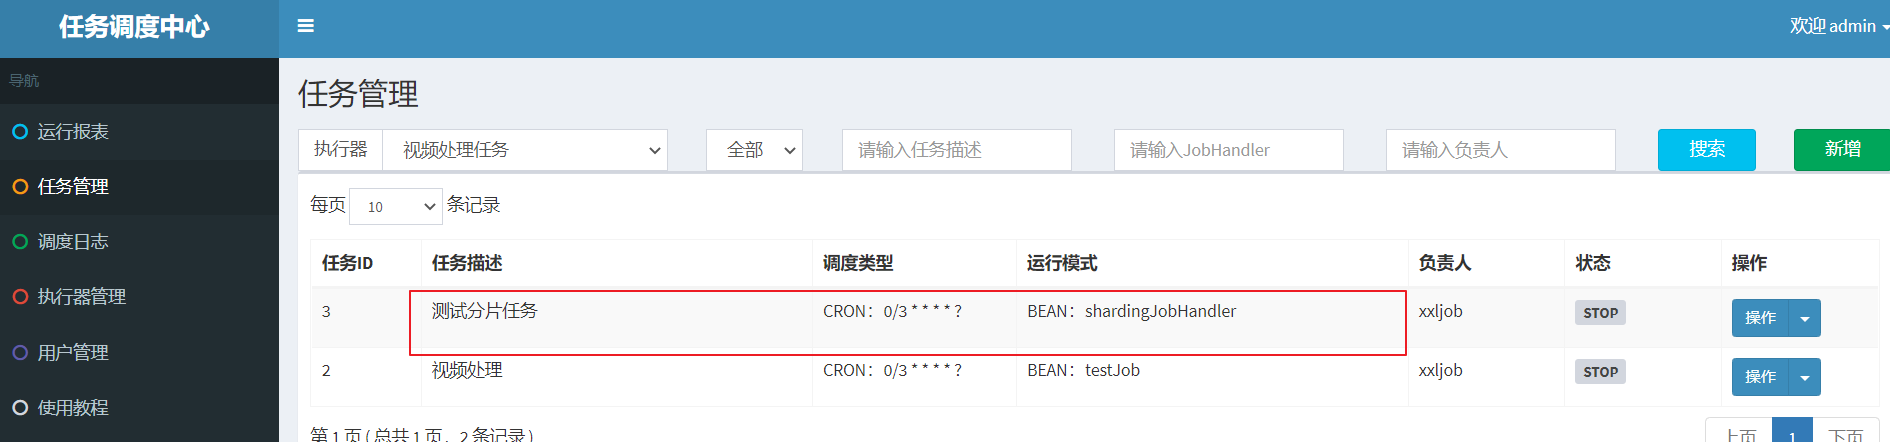 任务调度中心
欢迎 admin
导航
运行报表
任务管理
调度日志
执行器管理
用户管理
使用教程
任务管理
执行器 视频处理任务 全部 请输入任务描述 请输入JobHandler 请输入负责人 搜索 新增
每页 10 条记录
任务ID 任务描述 调度类型 运行模式 负责人 状态 操作
3 测试分片任务 CRON：0/3 * * * * ? BEAN：shardingJobHandler xxljob STOP 操作
2 视频处理 CRON：0/3 * * * * ? BEAN：testJob xxljob STOP 操作
第 1 页 ( 总共 1 页，2 条记录 )
上页 1 下页